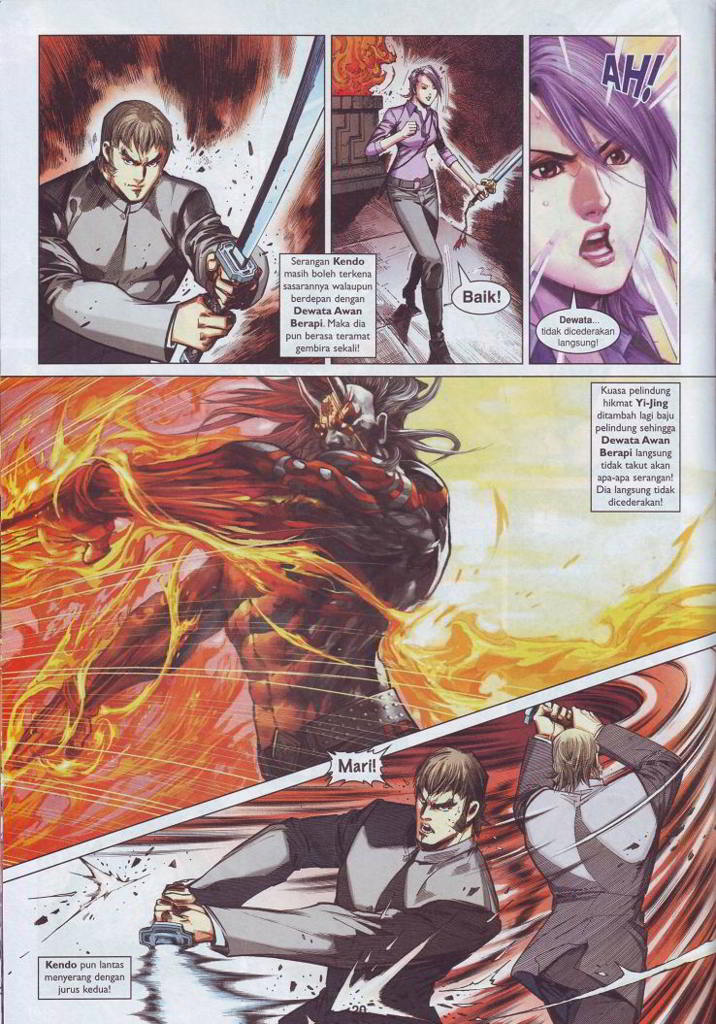 Serangan Kendo
masih boleh terkena
sasarannya walaupun
berdepan dengan
Dewata Awan
Berapi. Maka dia
pun berasa teramat
gembira sekali!
Baik!
AH!
Dewata...
tidak dicederakan
langsung!
Kuasa pelindung
hikmat Yi-Jing
ditambah lagi baju
pelindung sehingga
Dewata Awan
Berapi langsung
tidak takut akan
apa-apa serangan!
Dia langsung tidak
dicederakan!
Mari!
Kendo pun lantas
menyerang dengan
jurus kedua!
20